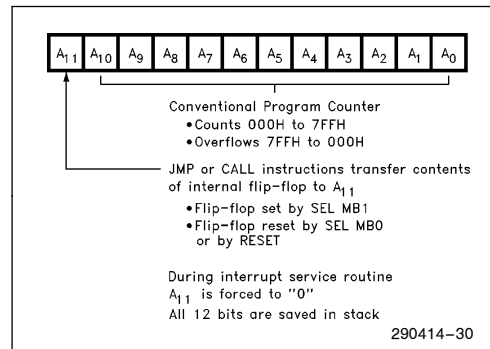 A11 A10 A9 A8 A7 A6 A5 A4 A3 A2 A1 A0
Conventional Program Counter
•Counts 000H to 7FFH
•Overflows 7FFH to 000H
JMP or CALL instructions transfer contents
of internal flip-flop to A11
•Flip-flop set by SEL MB1
•Flip-flop reset by SEL MB0
or by RESET
During interrupt service routine
A11 is forced to "0"
All 12 bits are saved in stack
290414-30